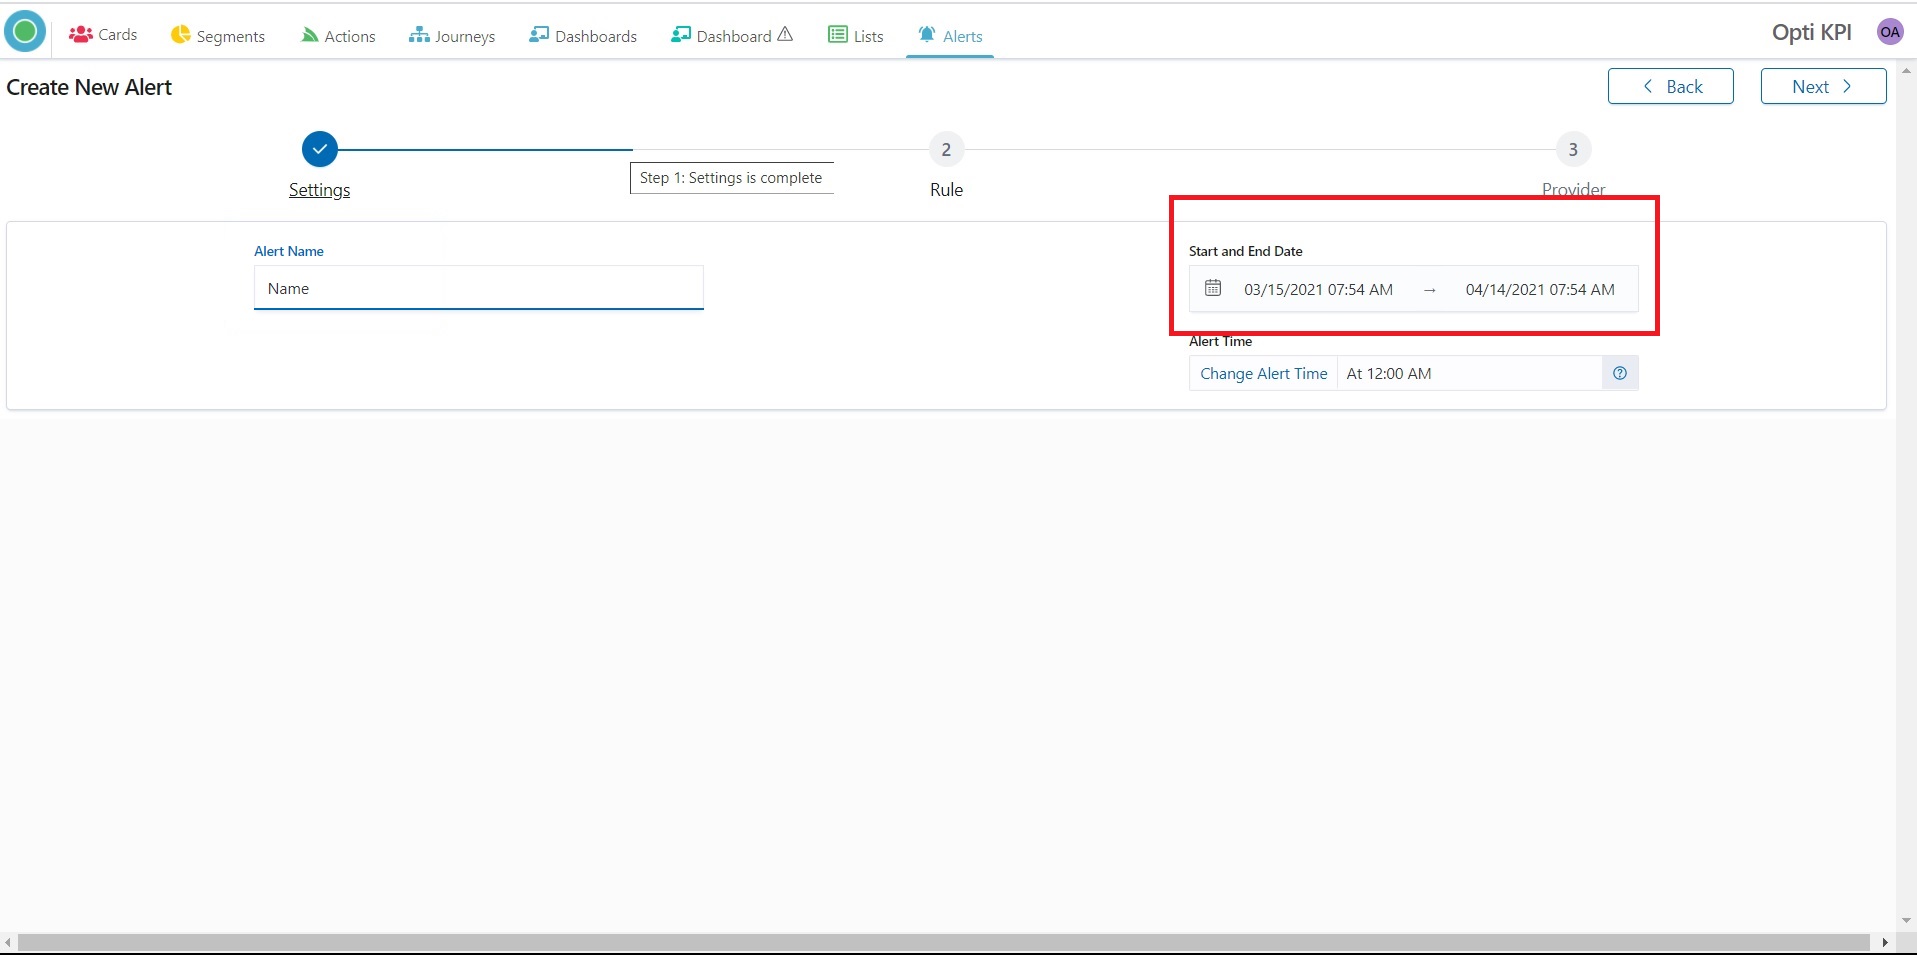 Cards
Segments
Actions
Journeys
Dashboards
Dashboard
Lists
Alerts
Opti KPI
OA
Create New Alert
Back
Next
2
3
Settings
Step 1: Settings is complete
Rule
Provider
Alert Name
Name
Start and End Date
03/15/2021 07:54 AM → 04/14/2021 07:54 AM
Alert Time
Change Alert Time
At 12:00 AM